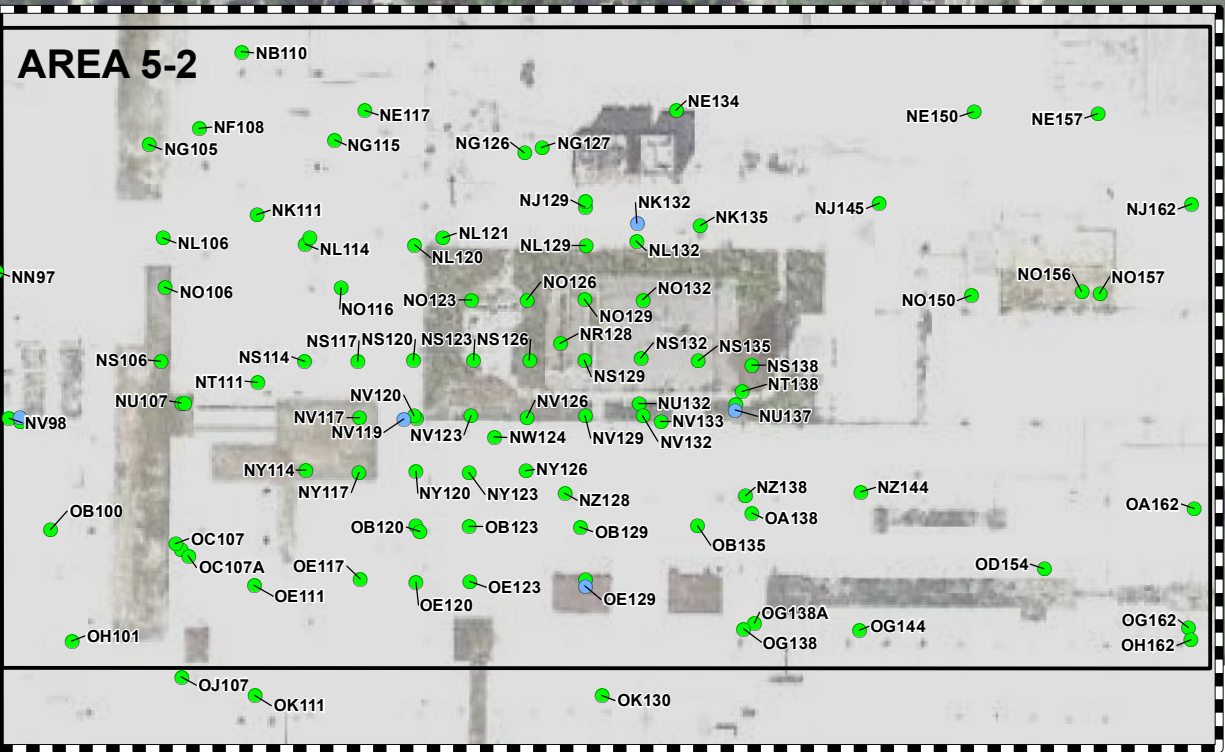 AREA 5-2
NB110
NE117
NE134
NE150
NE157
NF108
NG105
NG115
NG126
NG127
NJ129
NK132
NJ145
NJ162
NK111
NK135
NL106
NL114
NL121
NL120
NL129
NL132
NN97
NO106
NO116
NO123
NO126
NO129
NO132
NO150
NO156
NO157
NR128
NS106
NS114
NS117
NS120
NS123
NS126
NS129
NS132
NS135
NS138
NT111
NT138
NU107
NV98
NV117
NV120
NV119
NV123
NV126
NU132
NV129
NV133
NV132
NU137
NW124
NY114
NY117
NY120
NY123
NY126
NZ128
NZ138
NZ144
OA138
OA162
OB100
OB120
OB123
OB129
OB135
OC107
OC107A
OD154
OE111
OE117
OE120
OE123
OE129
OG138A
OG138
OG144
OG162
OH162
OH101
OJ107
OK111
OK130